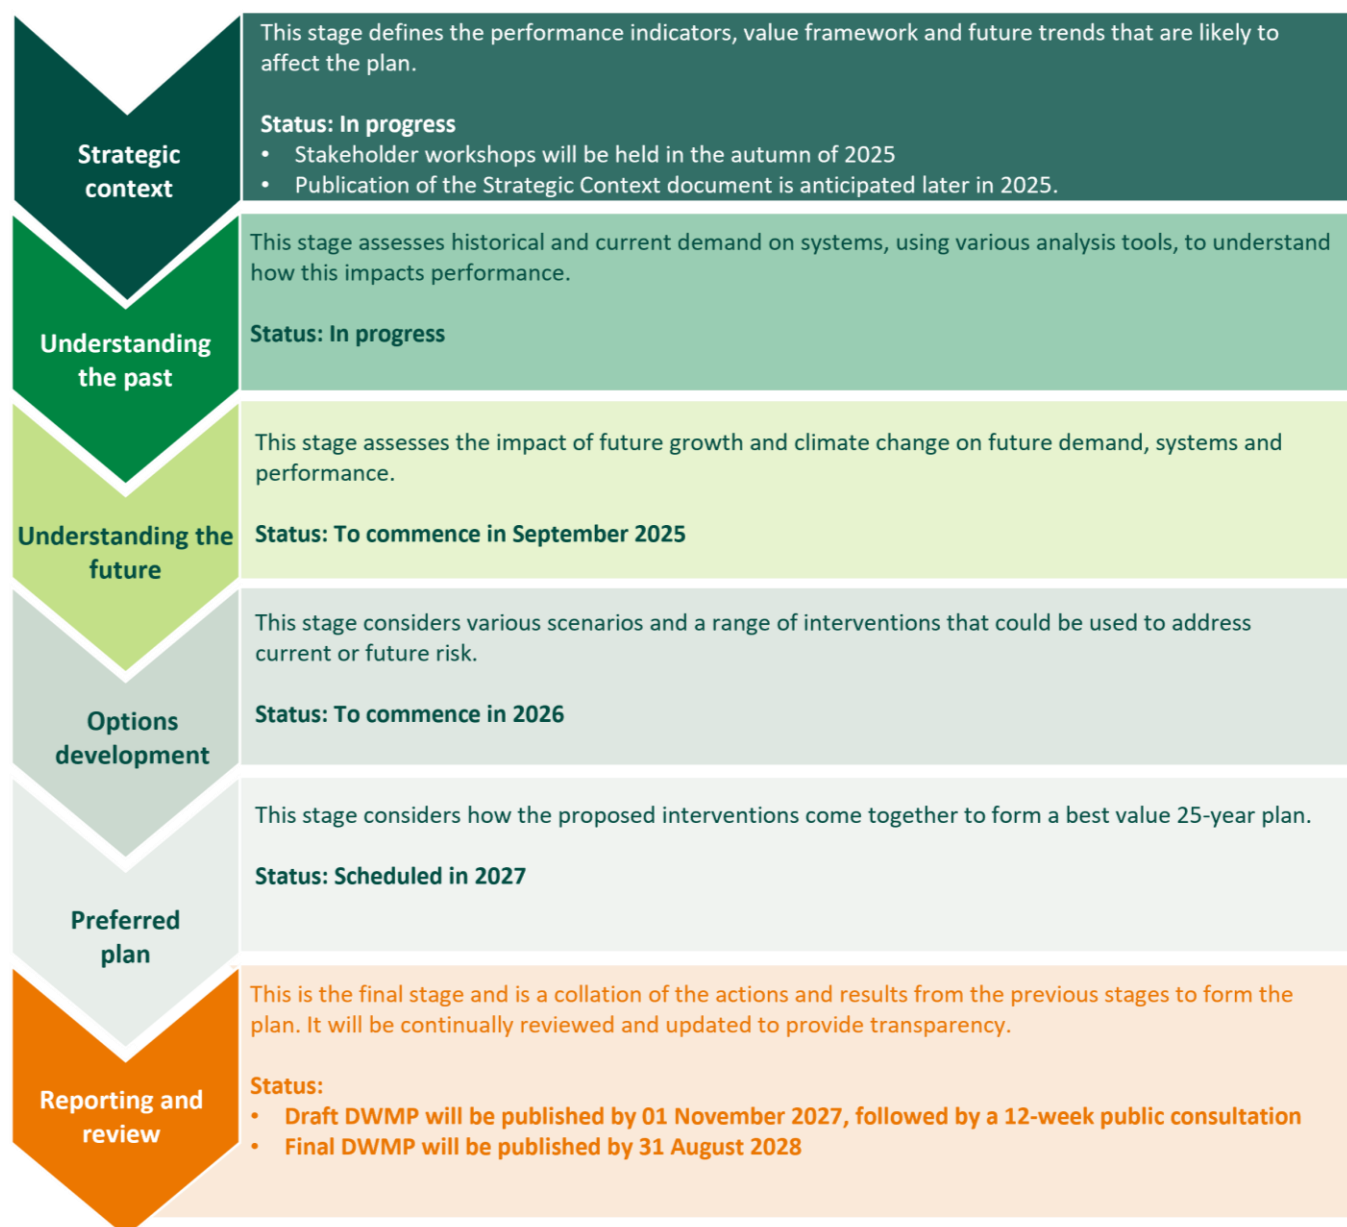 Strategic
context
This stage defines the performance indicators, value framework and future trends that are likely to
affect the plan.
Status: In progress
• Stakeholder workshops will be held in the autumn of 2025
• Publication of the Strategic Context document is anticipated later in 2025.
Understanding
the past
This stage assesses historical and current demand on systems, using various analysis tools, to understand
how this impacts performance.
Status: In progress
Understanding the
future
This stage assesses the impact of future growth and climate change on future demand, systems and
performance.
Status: To commence in September 2025
Options
development
This stage considers various scenarios and a range of interventions that could be used to address
current or future risk.
Status: To commence in 2026
Preferred
plan
This stage considers how the proposed interventions come together to form a best value 25-year plan.
Status: Scheduled in 2027
Reporting and
review
This is the final stage and is a collation of the actions and results from the previous stages to form the
plan. It will be continually reviewed and updated to provide transparency.
Status:
• Draft DWMP will be published by 01 November 2027, followed by a 12-week public consultation
• Final DWMP will be published by 31 August 2028